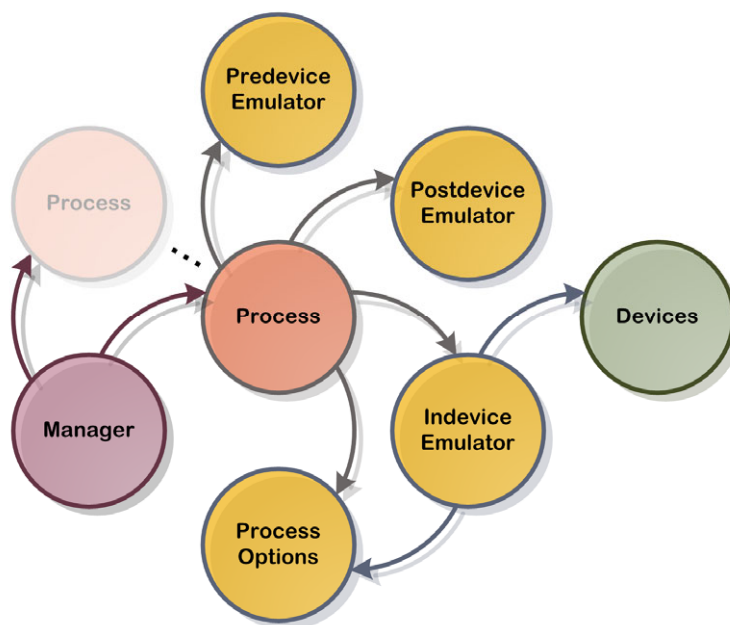 Predevice
Emulator
Process
Postdevice
Emulator
Process
Devices
Manager
Indevice
Emulator
Process
Options